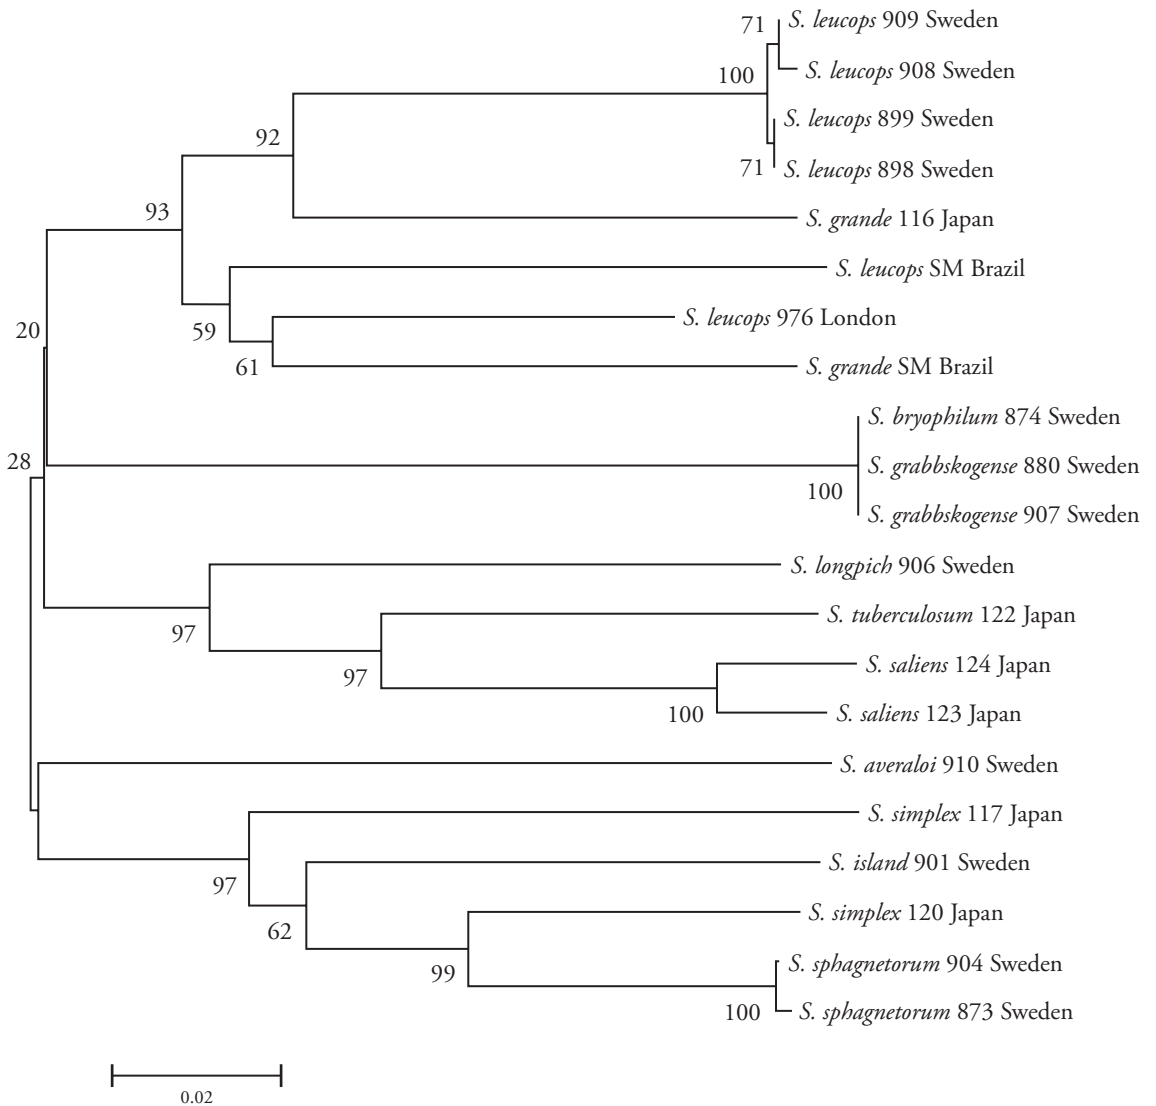 71
S. leucops 909 Sweden
100
S. leucops 908 Sweden
S. leucops 899 Sweden
92
71
S. leucops 898 Sweden
93
S. grande 116 Japan
S. leucops SM Brazil
20
59
S. leucops 976 London
61
S. grande SM Brazil
S. bryophilum 874 Sweden
28
S. grabbskogense 880 Sweden
100
S. grabbskogense 907 Sweden
S. longpich 906 Sweden
97
S. tuberculosum 122 Japan
97
S. saliens 124 Japan
100
S. saliens 123 Japan
S. averaloi 910 Sweden
S. simplex 117 Japan
97
S. island 901 Sweden
62
S. simplex 120 Japan
99
S. sphagnetorum 904 Sweden
100
S. sphagnetorum 873 Sweden
0.02